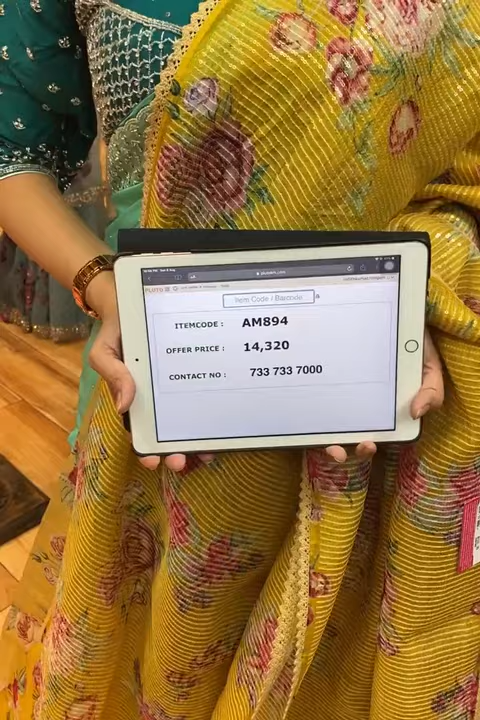 Item Code / Barcode
ITEMCODE : AM894
OFFER PRICE : 14,320
CONTACT NO : 733 733 7000